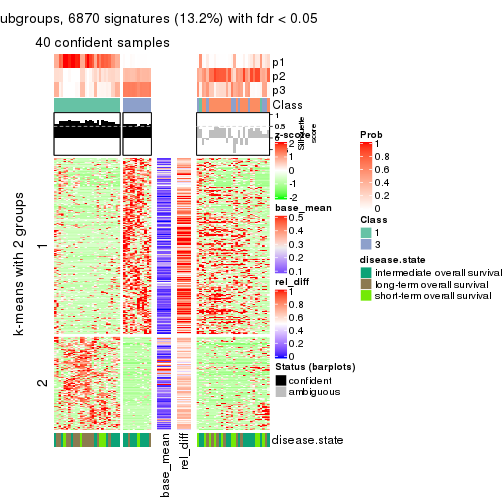 ubgroups, 6870 signatures (13.2%) with fdr < 0.05
40 confident samples
p1
p2
p3
Class
1
0.5
0
Silhouette
score
z-score
2
1
0
-1
-2
base_mean
0.5
0.4
0.3
0.2
0.1
rel_diff
1
0.8
0.6
0.4
0.2
0
Status (barplots)
confident
ambiguous
Prob
1
0.8
0.6
0.4
0.2
0
Class
1
3
disease.state
intermediate overall survival
long-term overall survival
short-term overall survival
k-means with 2 groups
1
2
disease.state
base_mean
rel_diff